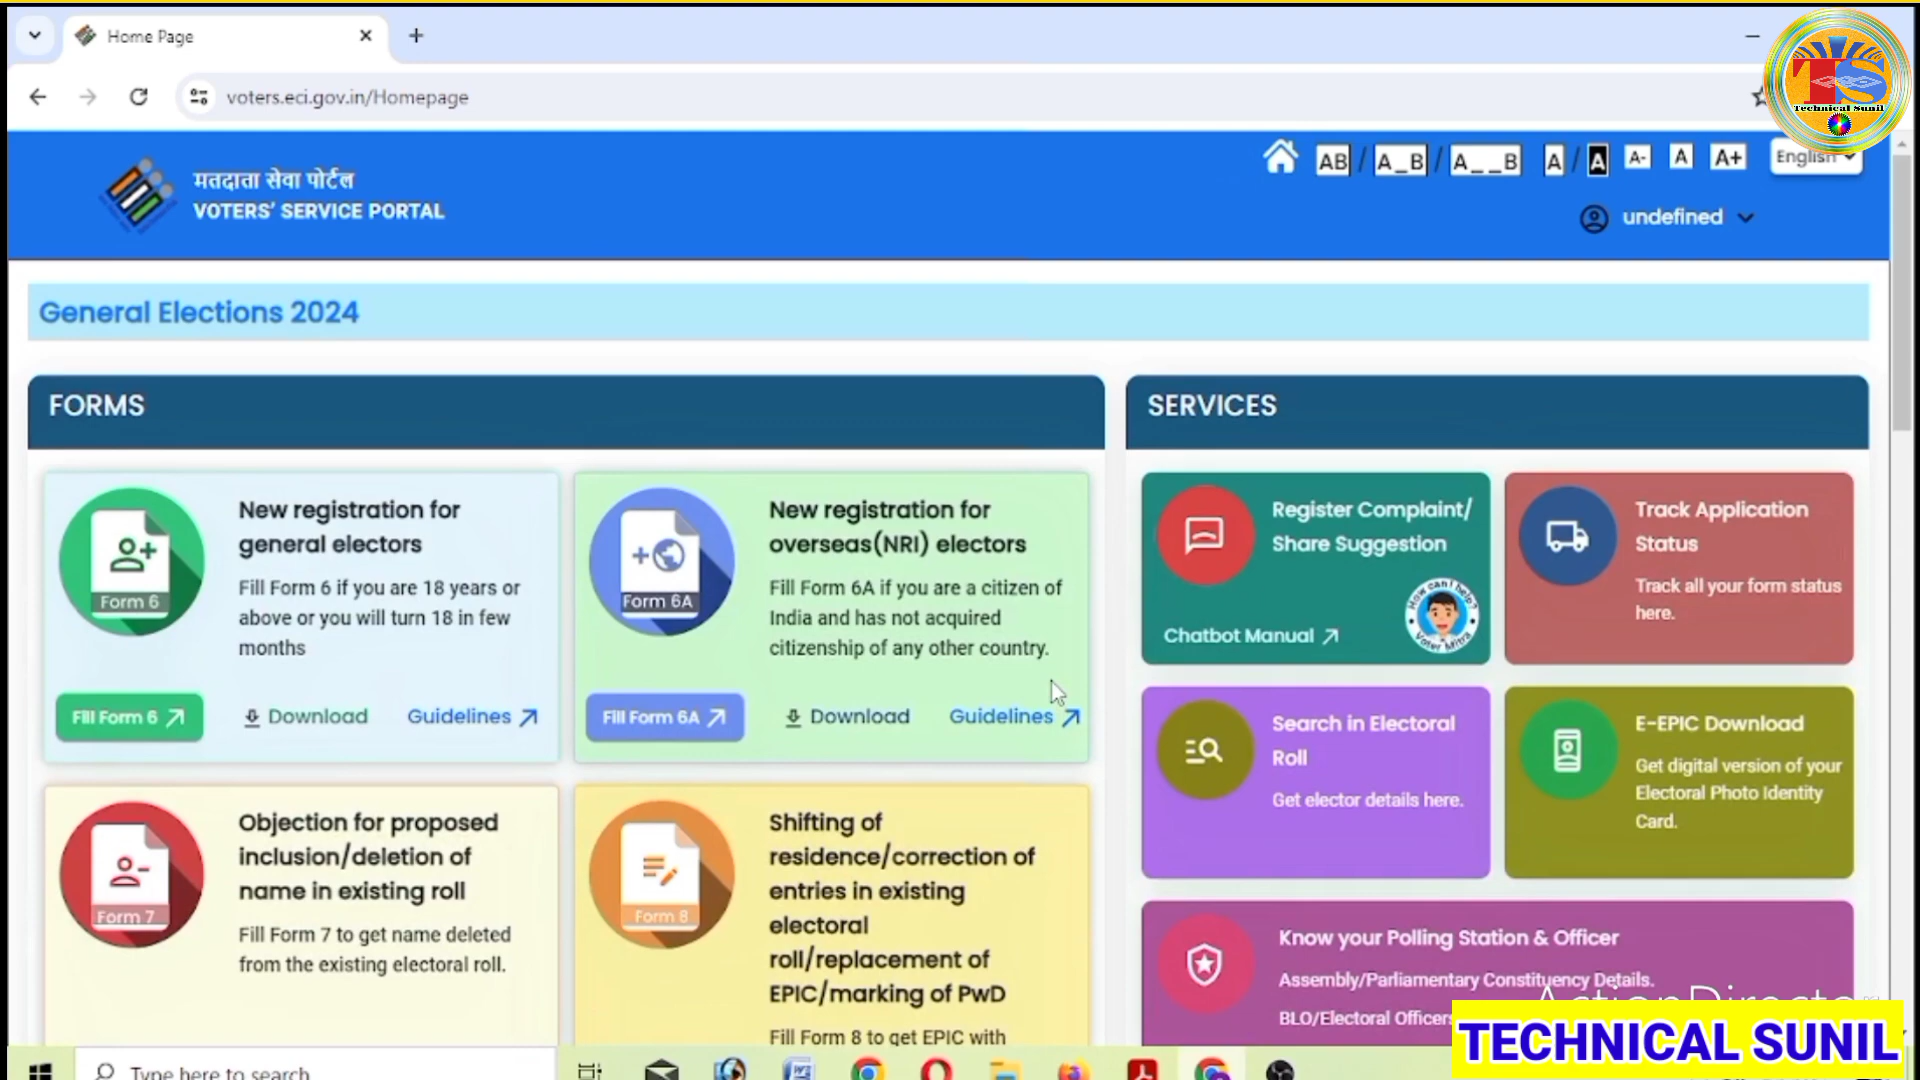 Home Page
voters.eci.gov.in/Homepage
Technical Sunil
मतदाता सेवा पोर्टल
VOTERS' SERVICE PORTAL
AB / A_B / A__B A / A A- A A+ English
undefined
General Elections 2024
FORMS
SERVICES
New registration for
general electors
Fill Form 6 if you are 18 years or
above or you will turn 18 in few
months
Form 6
Fill Form 6 Download Guidelines
New registration for
overseas(NRI) electors
Fill Form 6A if you are a citizen of
India and has not acquired
citizenship of any other country.
Form 6A
Fill Form 6A Download Guidelines
Register Complaint/
Share Suggestion
Chatbot Manual
How can I help?
Voter Mitra
Track Application
Status
Track all your form status
here.
Search in Electoral
Roll
Get elector details here.
E-EPIC Download
Get digital version of your
Electoral Photo Identity
Card.
Objection for proposed
inclusion/deletion of
name in existing roll
Fill Form 7 to get name deleted
from the existing electoral roll.
Form 7
Shifting of
residence/correction of
entries in existing
electoral
roll/replacement of
EPIC/marking of PwD
Fill Form 8 to get EPIC with
Form 8
Know your Polling Station & Officer
Assembly/Parliamentary Constituency Details.
BLO/Electoral Officers
TECHNICAL SUNIL
Type here to search